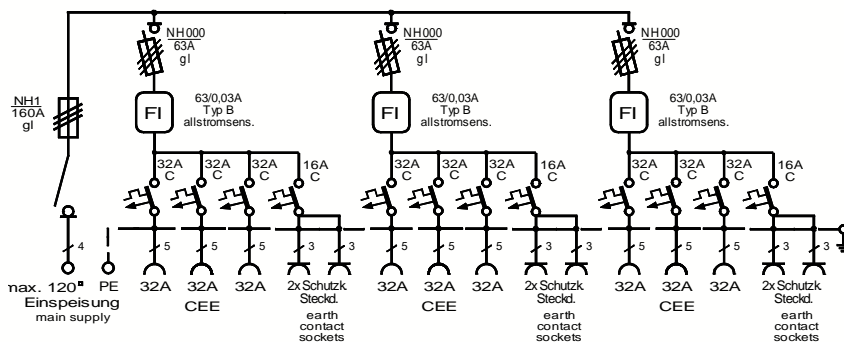 NH000
63A
gl
NH000
63A
gl
NH000
63A
gl
NH1
160A
gl
FI
63/0,03A
Typ B
allstromsens.
FI
63/0,03A
Typ B
allstromsens.
FI
63/0,03A
Typ B
allstromsens.
32A
C
32A
C
32A
C
16A
C
32A
C
32A
C
32A
C
16A
C
32A
C
32A
C
32A
C
16A
C
4
5
5
5
3
3
5
5
5
3
3
5
5
5
3
3
max. 120°
Einspeisung
main supply
PE
32A 32A 32A
CEE
2x Schutzk.
Steckd.
earth
contact
sockets
32A 32A 32A
CEE
2x Schutzk.
Steckd.
earth
contact
sockets
32A 32A 32A
CEE
2x Schutzk.
Steckd.
earth
contact
sockets